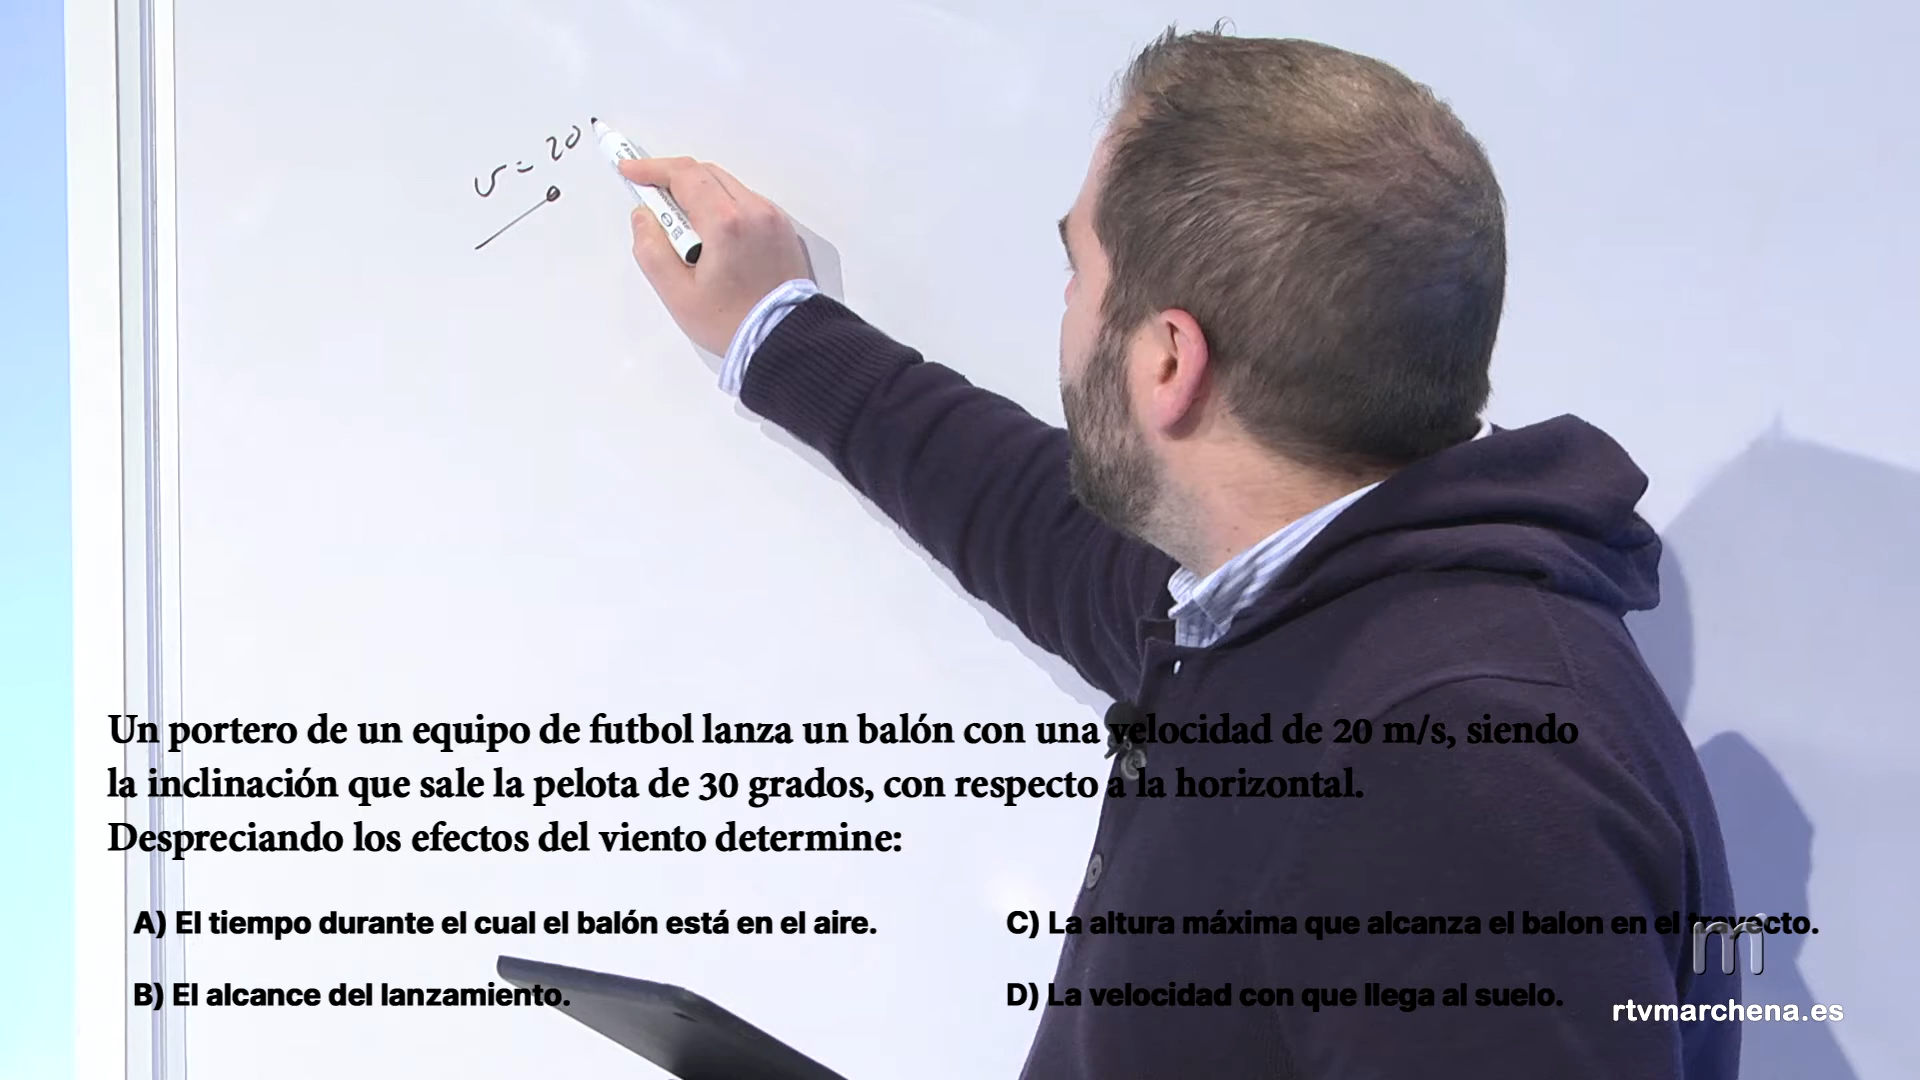 v = 20
Un portero de un equipo de futbol lanza un balón con una velocidad de 20 m/s, siendo
la inclinación que sale la pelota de 30 grados, con respecto a la horizontal.
Despreciando los efectos del viento determine:
A) El tiempo durante el cual el balón está en el aire.
B) El alcance del lanzamiento.
C) La altura máxima que alcanza el balon en el trayecto.
D) La velocidad con que llega al suelo.
m
rtvmarchena.es